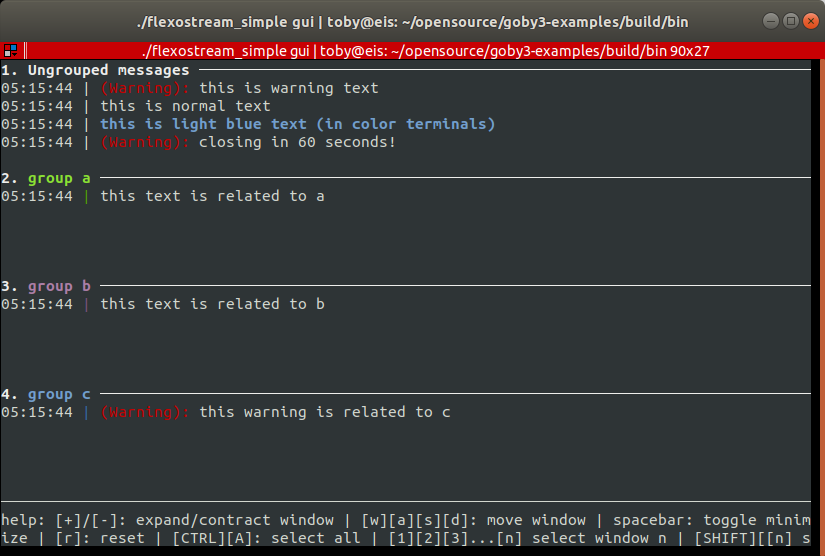 ./flexostream_simple gui | toby@eis: ~/opensource/goby3-examples/build/bin
./flexostream_simple gui | toby@eis: ~/opensource/goby3-examples/build/bin 90x27
1. Ungrouped messages
05:15:44 | (Warning): this is warning text
05:15:44 | this is normal text
05:15:44 | this is light blue text (in color terminals)
05:15:44 | (Warning): closing in 60 seconds!
2. group a
05:15:44 | this text is related to a
3. group b
05:15:44 | this text is related to b
4. group c
05:15:44 | (Warning): this warning is related to c
help: [+]/[-]: expand/contract window | [w][a][s][d]: move window | spacebar: toggle minim
ize | [r]: reset | [CTRL][A]: select all | [1][2][3]...[n] select window n | [SHIFT][[n] s